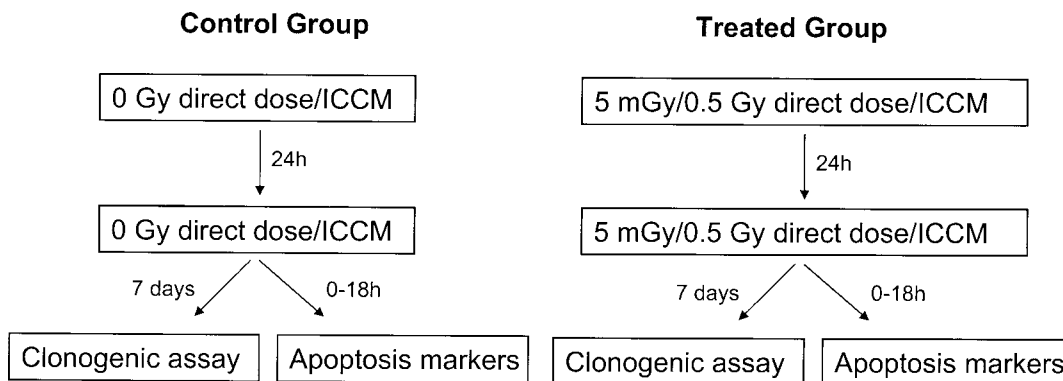 Control Group
0 Gy direct dose/ICCM
24h
0 Gy direct dose/ICCM
7 days
0-18h
Clonogenic assay
Apoptosis markers
Treated Group
5 mGy/0.5 Gy direct dose/ICCM
24h
5 mGy/0.5 Gy direct dose/ICCM
7 days
0-18h
Clonogenic assay
Apoptosis markers